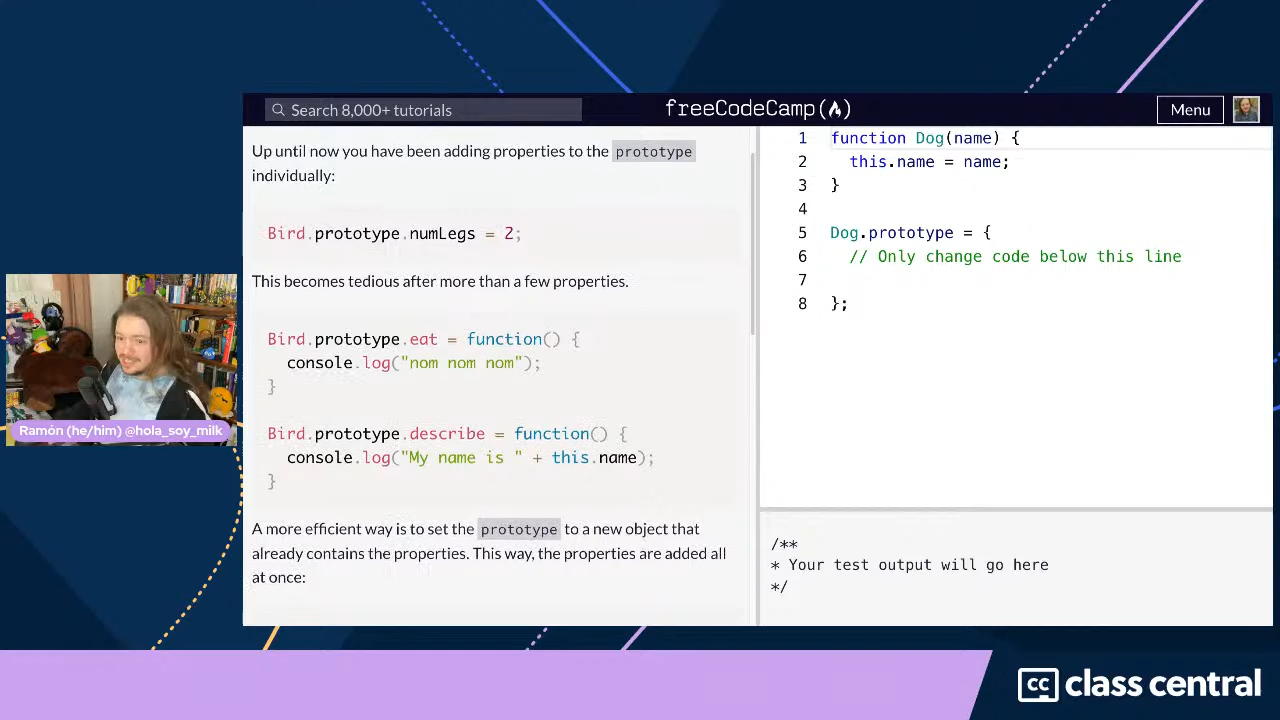 Search 8,000+ tutorials
freeCodeCamp
Menu
Up until now you have been adding properties to the prototype
individually:
Bird.prototype.numLegs = 2;
This becomes tedious after more than a few properties.
Bird.prototype.eat = function() {
console.log("nom nom nom");
}
Bird.prototype.describe = function() {
console.log("My name is " + this.name);
}
A more efficient way is to set the prototype to a new object that
already contains the properties. This way, the properties are added all
at once:
1 function Dog(name) {
2 this.name = name;
3 }
4
5 Dog.prototype = {
6 // Only change code below this line
7
8 };
/**
* Your test output will go here
*/
Ramón (he/him) @hola_soy_milk
cc class central